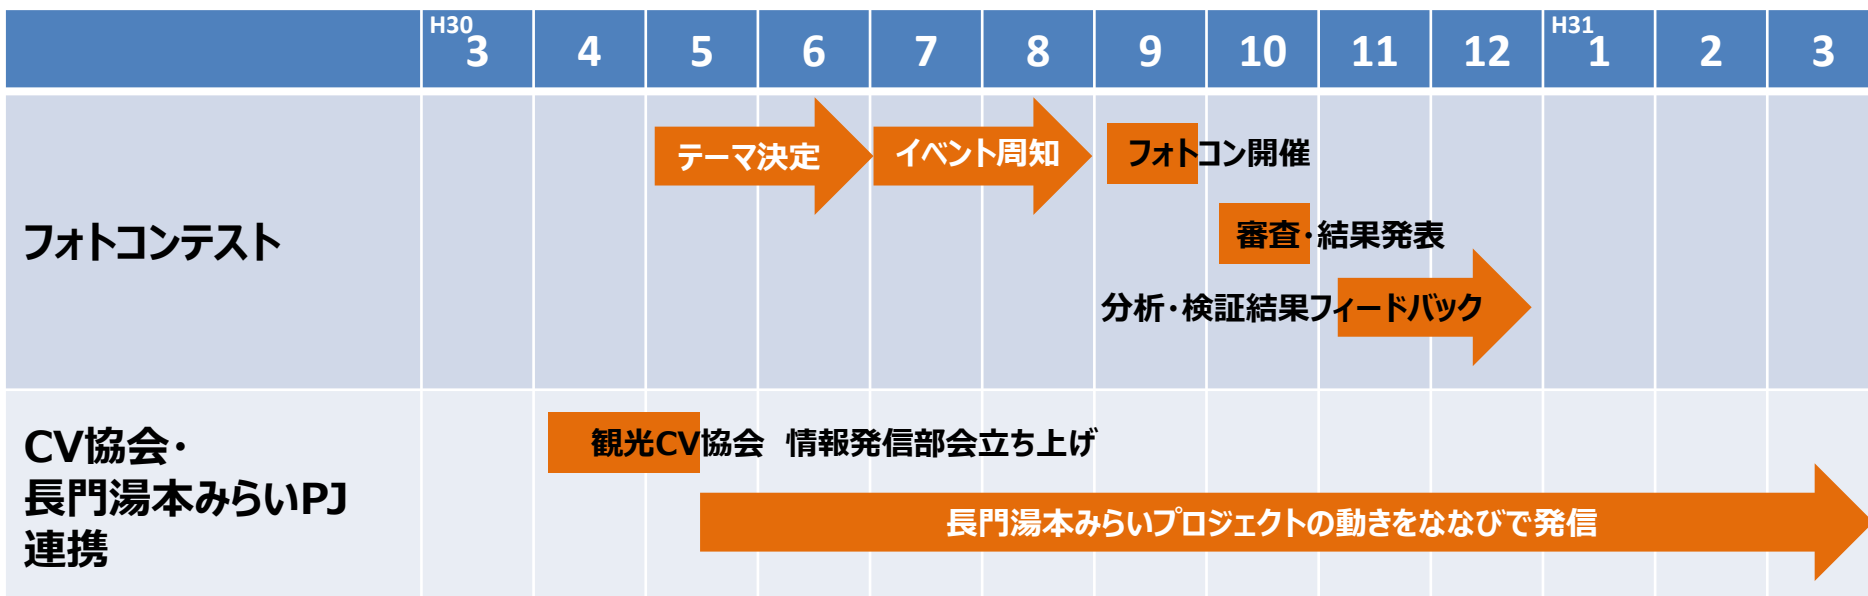 H30 3 4 5 6 7 8 9 10 11 12 H31 1 2 3
フォトコンテスト
テーマ決定
イベント周知
フォトコン開催
審査・結果発表
分析・検証結果フィードバック
CV協会・
長門湯本みらいPJ
連携
観光CV協会 情報発信部会立ち上げ
長門湯本みらいプロジェクトの動きをななびで発信